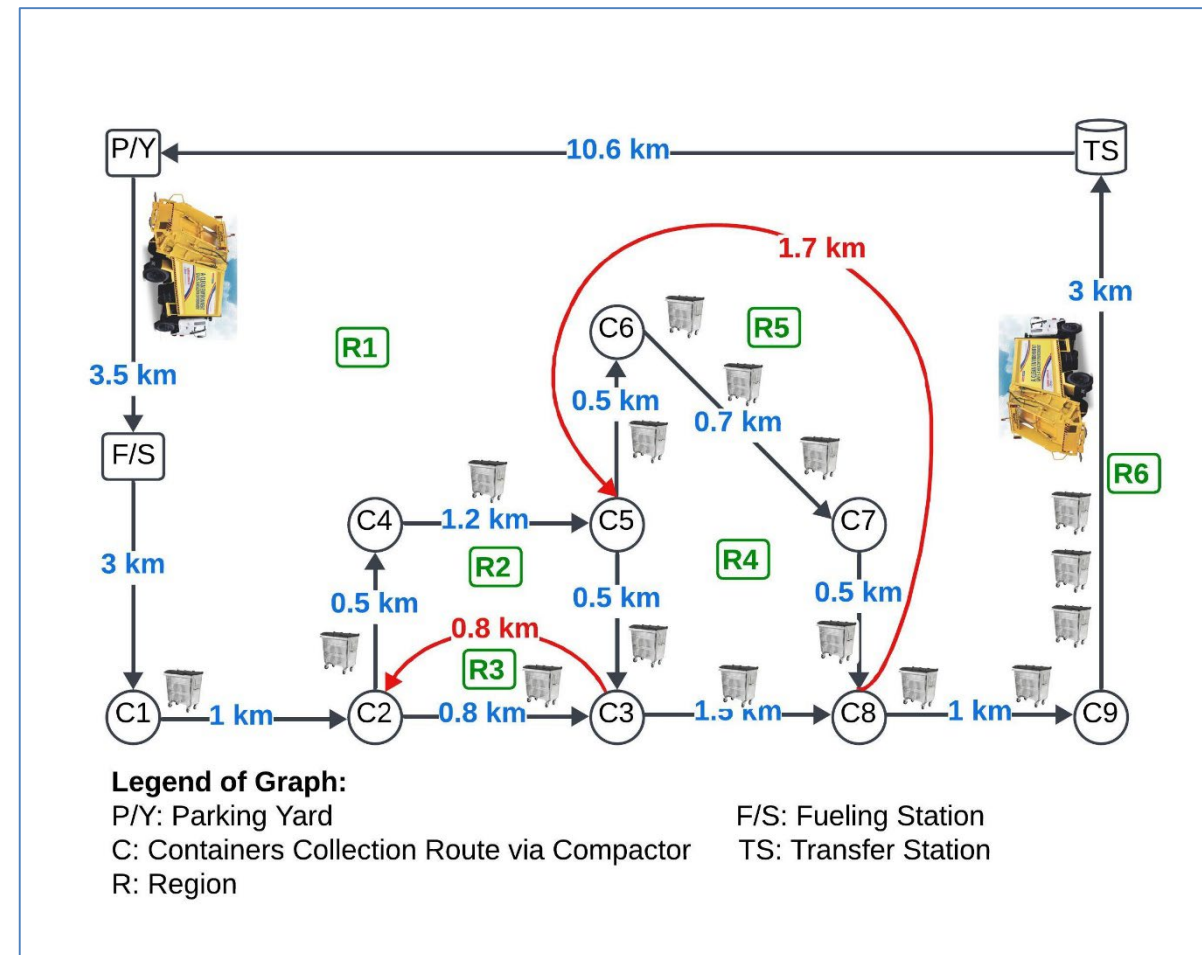 P/Y
10.6 km
TS
1.7 km
3 km
C6
R5
R1
3.5 km
0.5 km
0.7 km
F/S
R6
C4
1.2 km
C5
C7
3 km
R2
R4
0.5 km
0.5 km
0.5 km
0.8 km
R3
C1
1 km
C2
0.8 km
C3
1.5 km
C8
1 km
C9
Legend of Graph:
P/Y: Parking Yard
F/S: Fueling Station
C: Containers Collection Route via Compactor
TS: Transfer Station
R: Region